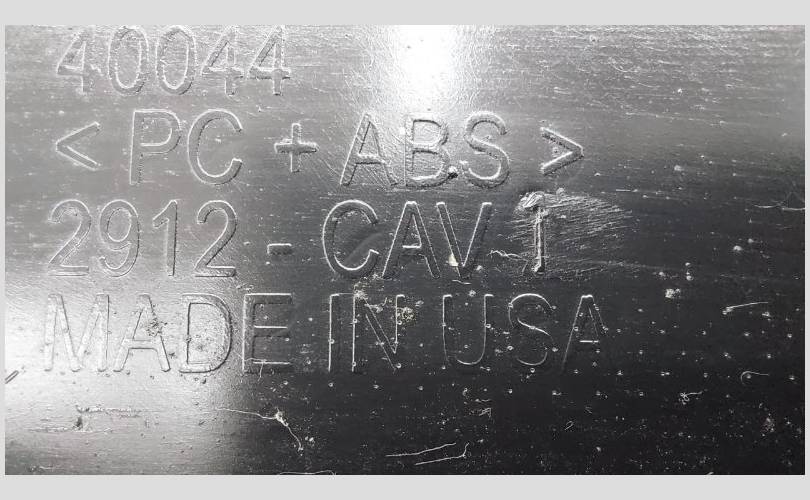 40044
< PC + ABS >
2912 - CAV 1
MADE IN USA